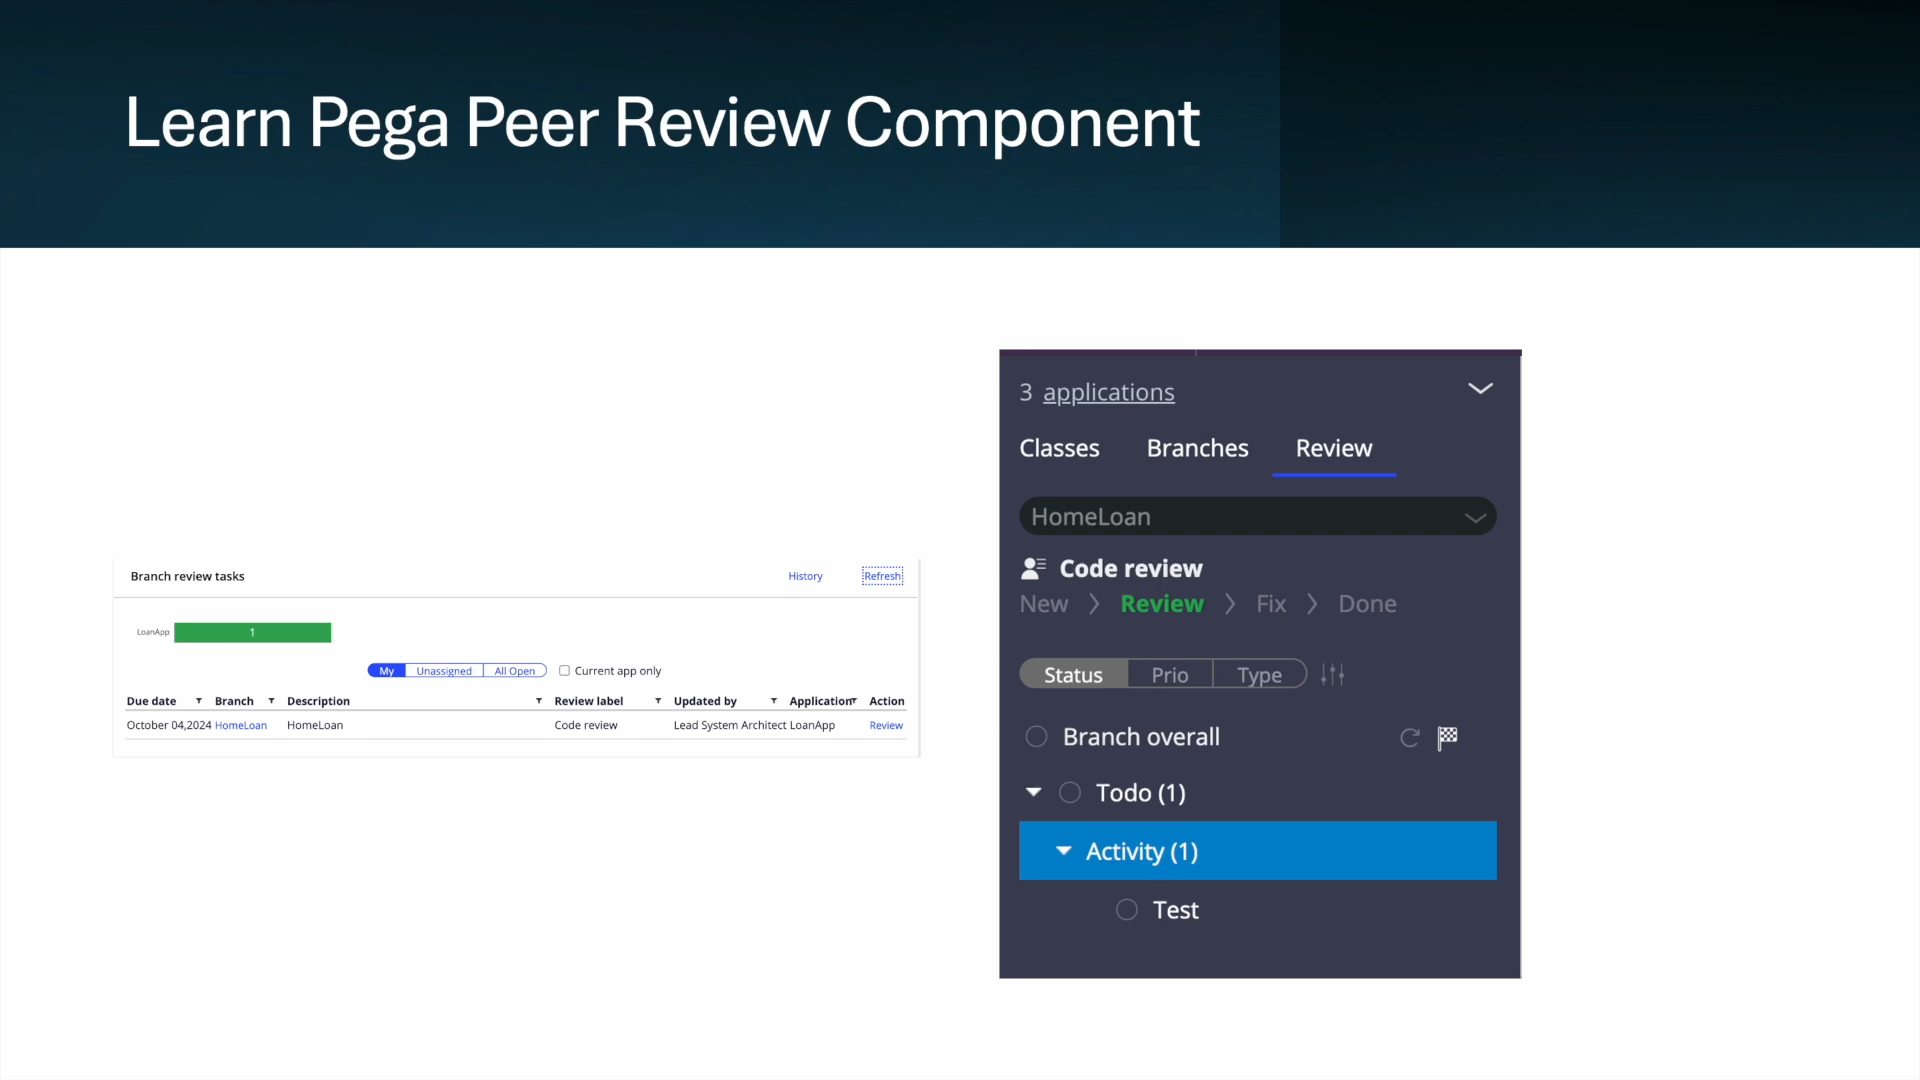 Learn Pega Peer Review Component
Branch review tasks
History
Refresh
LoanApp
1
My
Unassigned
All Open
Current app only
Due date Branch Description Review label Updated by Application Action
October 04,2024 HomeLoan HomeLoan Code review Lead System Architect LoanApp Review
3 applications
Classes Branches Review
HomeLoan
Code review
New Review Fix Done
Status Prio Type
Branch overall
Todo (1)
Activity (1)
Test